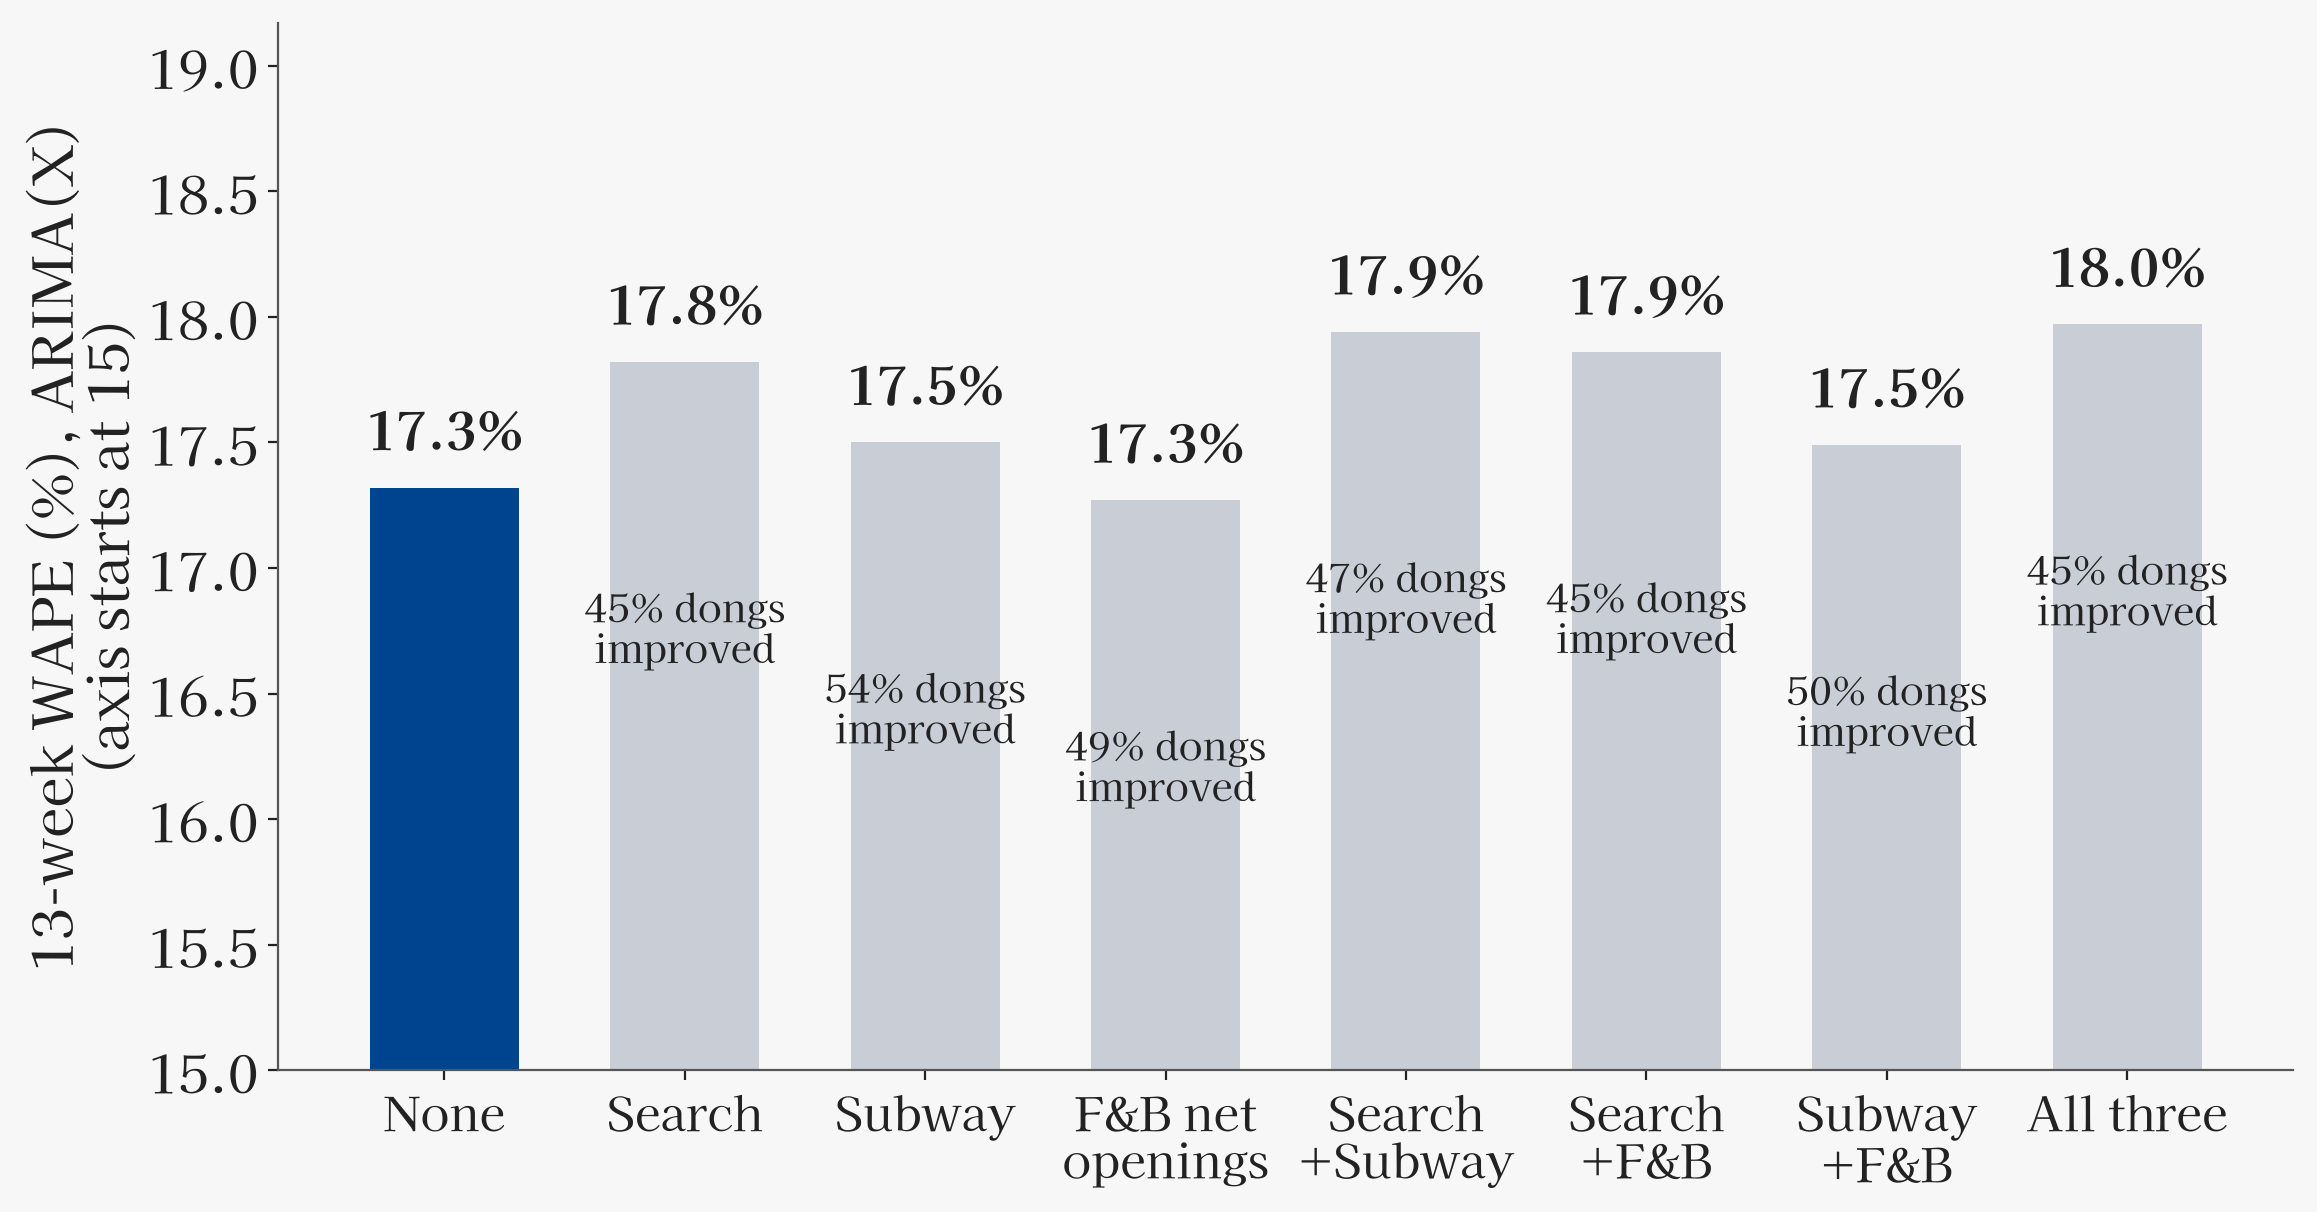 13-week WAPE (%), ARIMA(X)
(axis starts at 15)
19.0
18.5
18.0
17.5
17.0
16.5
16.0
15.5
15.0
17.3%
17.8%
17.5%
17.3%
17.9%
17.9%
17.5%
18.0%
45% dongs
improved
54% dongs
improved
49% dongs
improved
47% dongs
improved
45% dongs
improved
50% dongs
improved
45% dongs
improved
None
Search
Subway
F&B net
openings
Search
+Subway
Search
+F&B
Subway
+F&B
All three